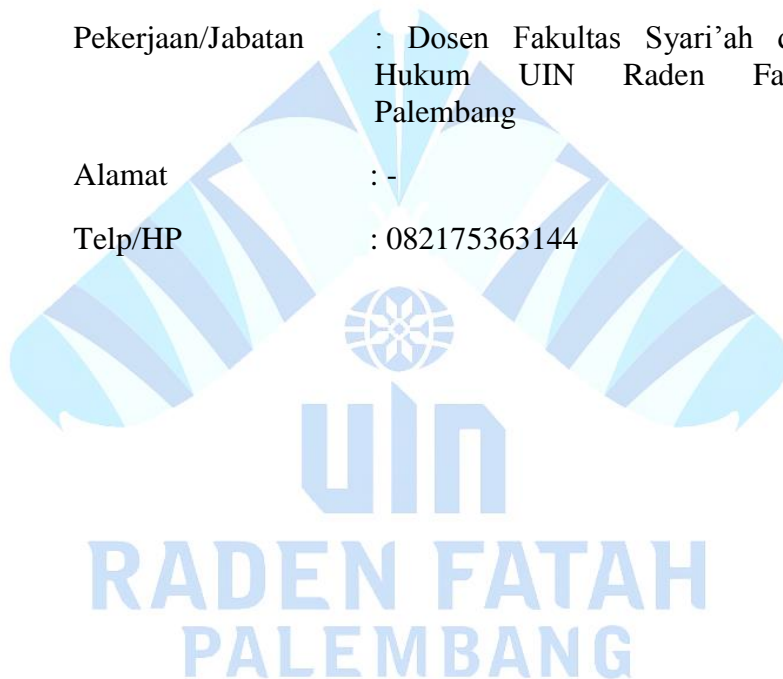 Pekerjaan/Jabatan : Dosen Fakultas Syari’ah
Hukum UIN Raden
Palembang
Alamat : -
Telp/HP : 082175363144
uin
RADEN FATAH
PALEMBANG